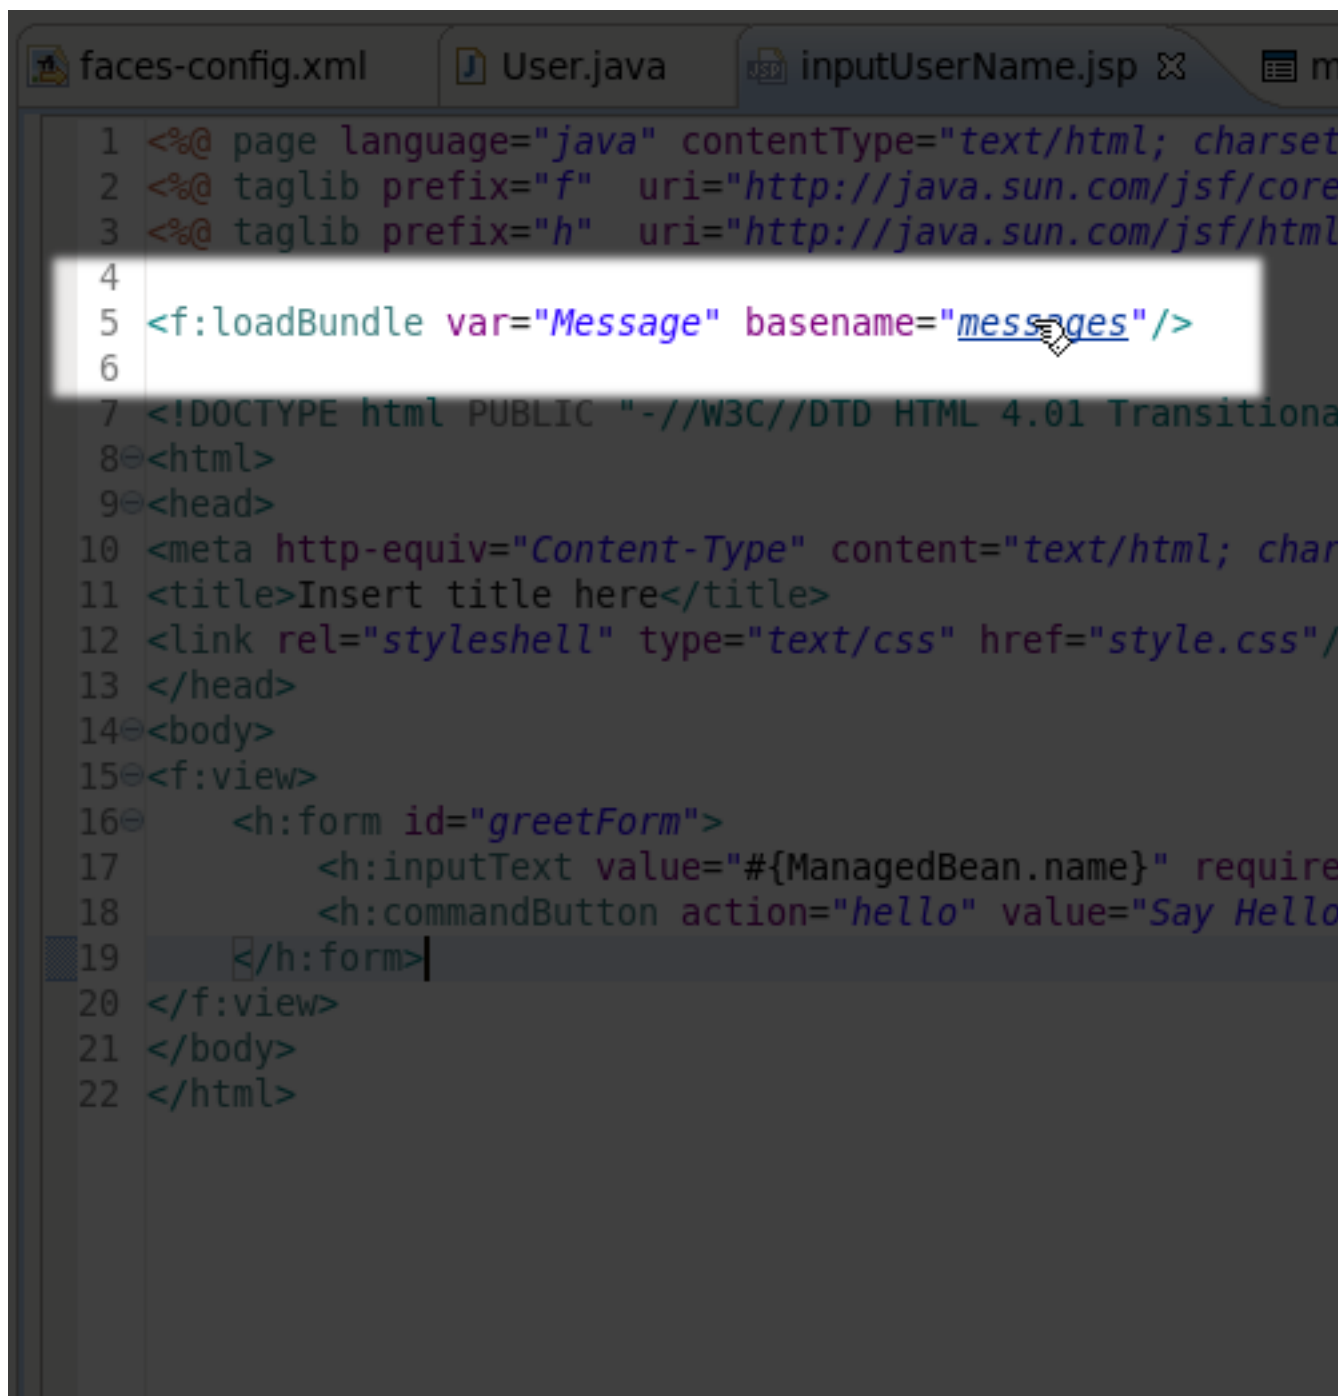 faces-config.xml User.java inputUserName.jsp m
1 <%@ page language="java" contentType="text/html; charset
2 <%@ taglib prefix="f"  uri="http://java.sun.com/jsf/core
3 <%@ taglib prefix="h"  uri="http://java.sun.com/jsf/html
4
5 <f:loadBundle var="Message" basename="messages"/>
6
7 <!DOCTYPE html PUBLIC "-//W3C//DTD HTML 4.01 Transitiona
8 <html>
9 <head>
10 <meta http-equiv="Content-Type" content="text/html; char
11 <title>Insert title here</title>
12 <link rel="styleshell" type="text/css" href="style.css"/
13 </head>
14 <body>
15 <f:view>
16     <h:form id="greetForm">
17         <h:inputText value="#{ManagedBean.name}" require
18         <h:commandButton action="hello" value="Say Hello
19     </h:form>
20 </f:view>
21 </body>
22 </html>